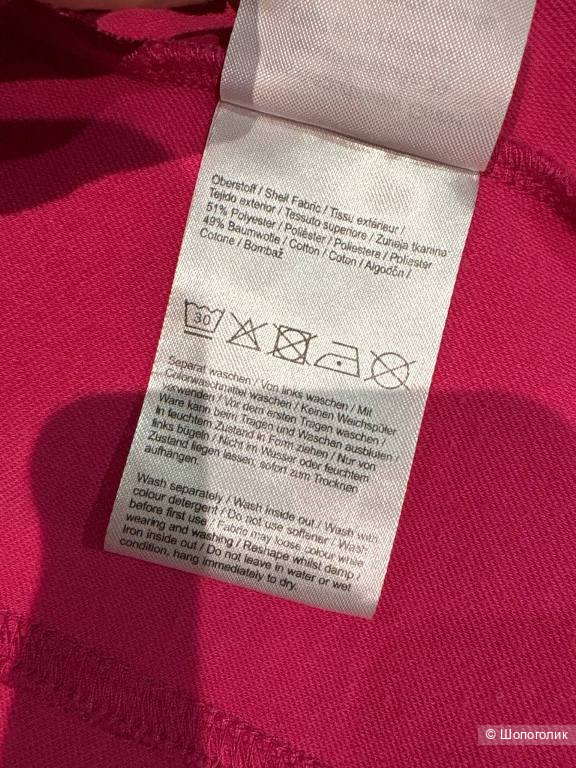 Oberstoff / Shell Fabric / Tissu extérieur /
Tejido exterior / Tessuto superiore / Zunaja tkanina
51% Polyester / Poliéster / Poliestere / Poliester
49% Baumwolle / Cotton / Coton / Algodón /
Cotone / Bombaž
30
Separat waschen / Von links waschen / Mit
Colorwaschmittel waschen / Keinen Weichspüler
verwenden / Vor dem ersten Tragen waschen /
Ware kann beim Tragen und Waschen ausbluten /
In feuchtem Zustand in Form ziehen / Nur von
links bügeln / Nicht im Wasser oder feuchtem
Zustand liegen lassen, sofort zum Trocknen
aufhängen.
Wash separately / Wash inside out / Wash with
colour detergent / Do not use softener / Wash
before first use / Fabric may loose colour while
wearing and washing / Reshape whilst damp /
Iron inside out / Do not leave in water or wet
condition, hang immediately to dry.
© Шопоголик